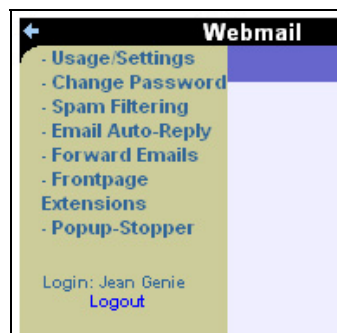 Webmail
- Usage/Settings
- Change Password
- Spam Filtering
- Email Auto-Reply
- Forward Emails
- Frontpage
Extensions
- Popup-Stopper
Login: Jean Genie
Logout